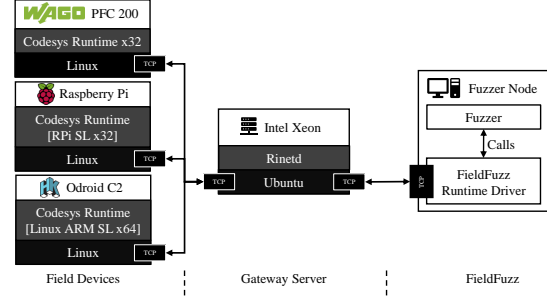 WAGO PFC 200
Codesys Runtime x32
Linux
TCP
Raspberry Pi
Codesys Runtime
[RPi SL x32]
Linux
TCP
Odroid C2
Codesys Runtime
[Linux ARM SL x64]
Linux
TCP
Field Devices
Intel Xeon
Rinetd
TCP
Ubuntu
TCP
Gateway Server
Fuzzer Node
Fuzzer
Calls
TCP
FieldFuzz
Runtime Driver
FieldFuzz